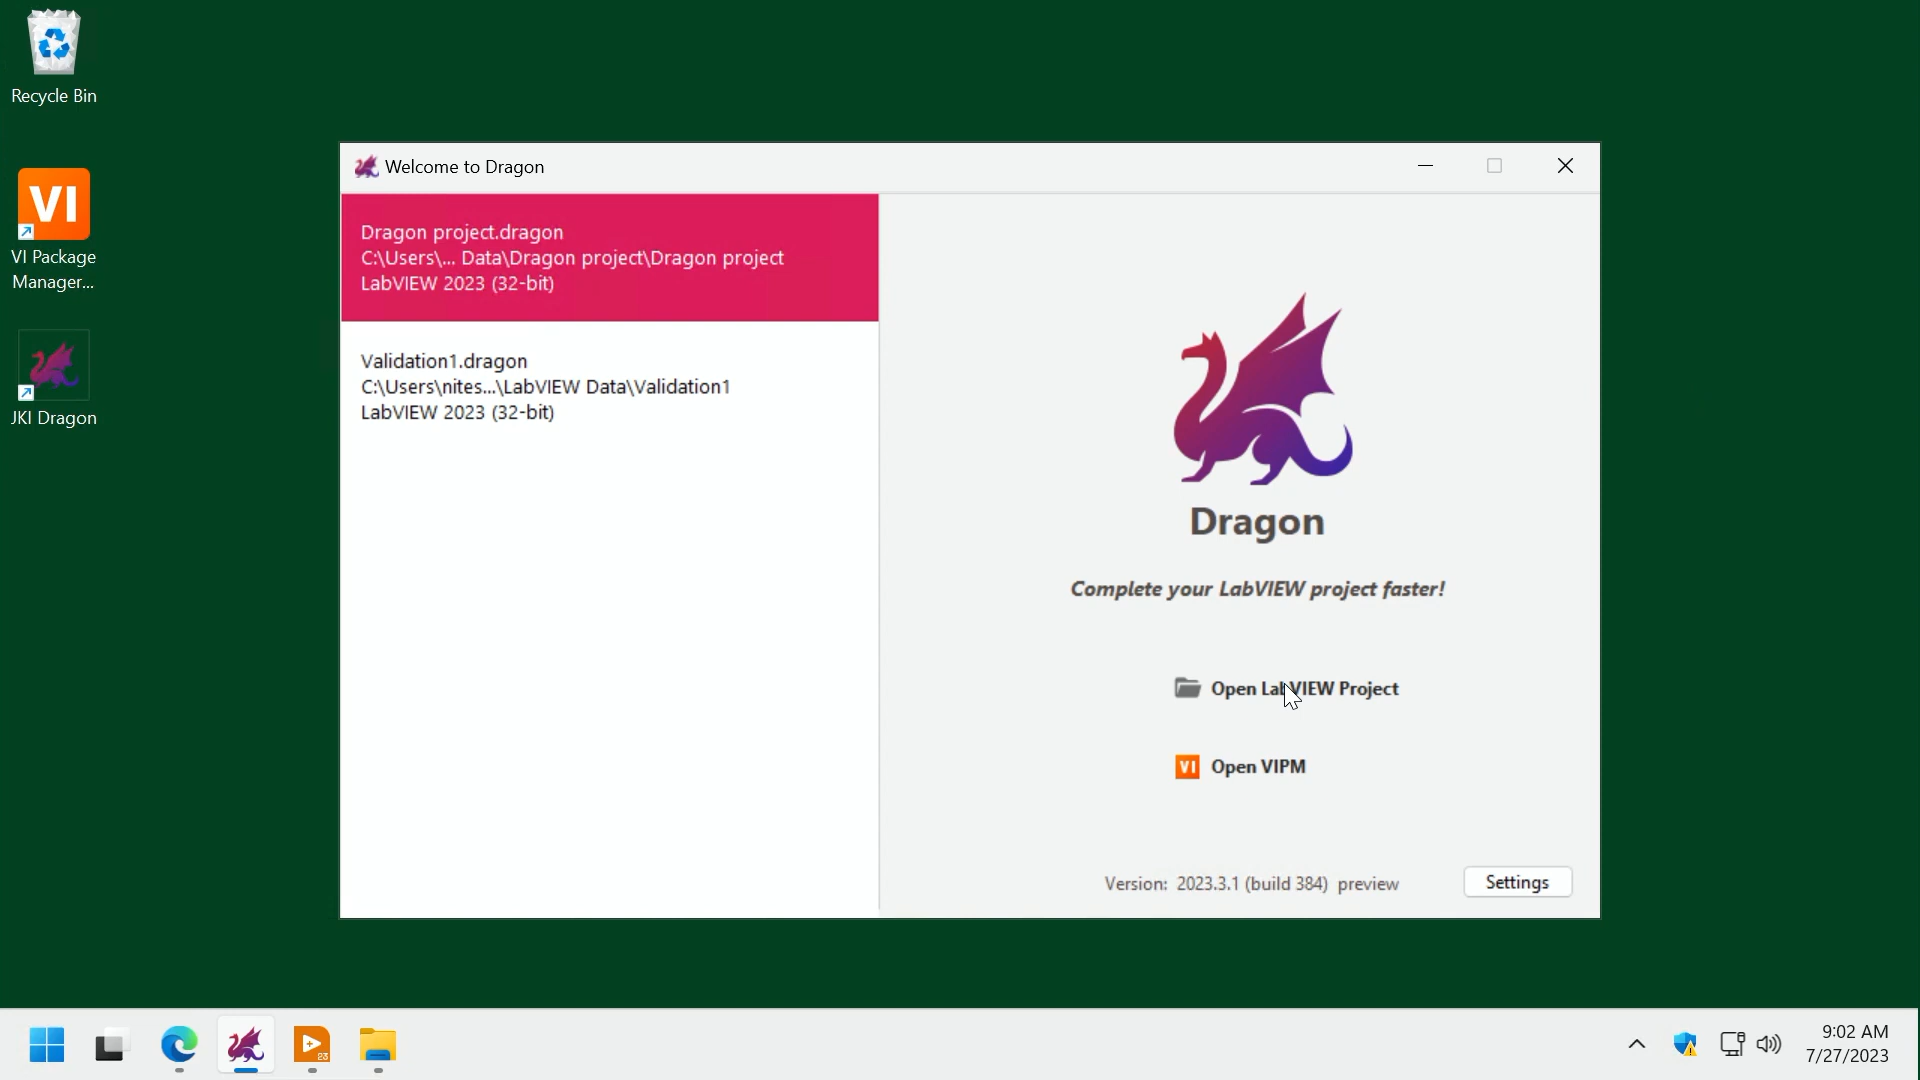 Recycle Bin
VI
VI Package
Manager...
JKI Dragon
Welcome to Dragon
Dragon project.dragon
C:\Users\... Data\Dragon project\Dragon project
LabVIEW 2023 (32-bit)
Validation1.dragon
C:\Users\nites...\LabVIEW Data\Validation1
LabVIEW 2023 (32-bit)
Dragon
Complete your LabVIEW project faster!
Open LabVIEW Project
VI Open VIPM
Version: 2023.3.1 (build 384) preview
Settings
23
9:02 AM
7/27/2023